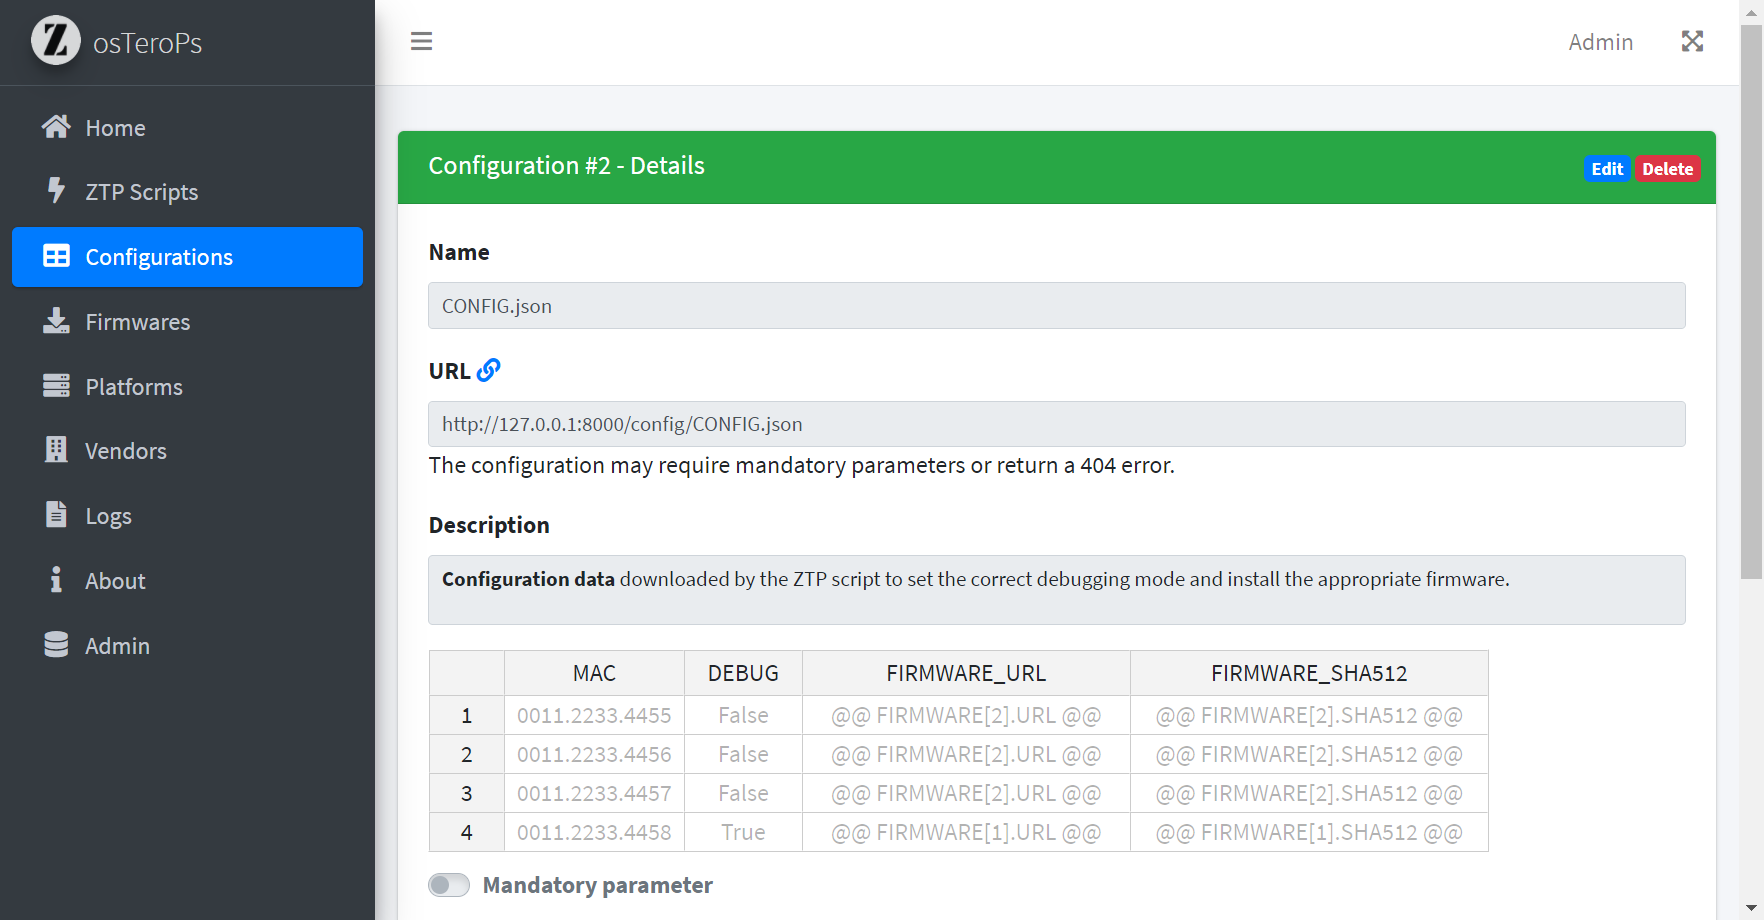 Z osTeroPs
Admin
Home
ZTP Scripts
Configurations
Firmwares
Platforms
Vendors
Logs
About
Admin
Configuration #2 - Details
Edit Delete
Name
CONFIG.json
URL
http://127.0.0.1:8000/config/CONFIG.json
The configuration may require mandatory parameters or return a 404 error.
Description
Configuration data downloaded by the ZTP script to set the correct debugging mode and install the appropriate firmware.
MAC DEBUG FIRMWARE_URL FIRMWARE_SHA512
1 0011.2233.4455 False @@ FIRMWARE[2].URL @@ @@ FIRMWARE[2].SHA512 @@
2 0011.2233.4456 False @@ FIRMWARE[2].URL @@ @@ FIRMWARE[2].SHA512 @@
3 0011.2233.4457 False @@ FIRMWARE[2].URL @@ @@ FIRMWARE[2].SHA512 @@
4 0011.2233.4458 True @@ FIRMWARE[1].URL @@ @@ FIRMWARE[1].SHA512 @@
Mandatory parameter